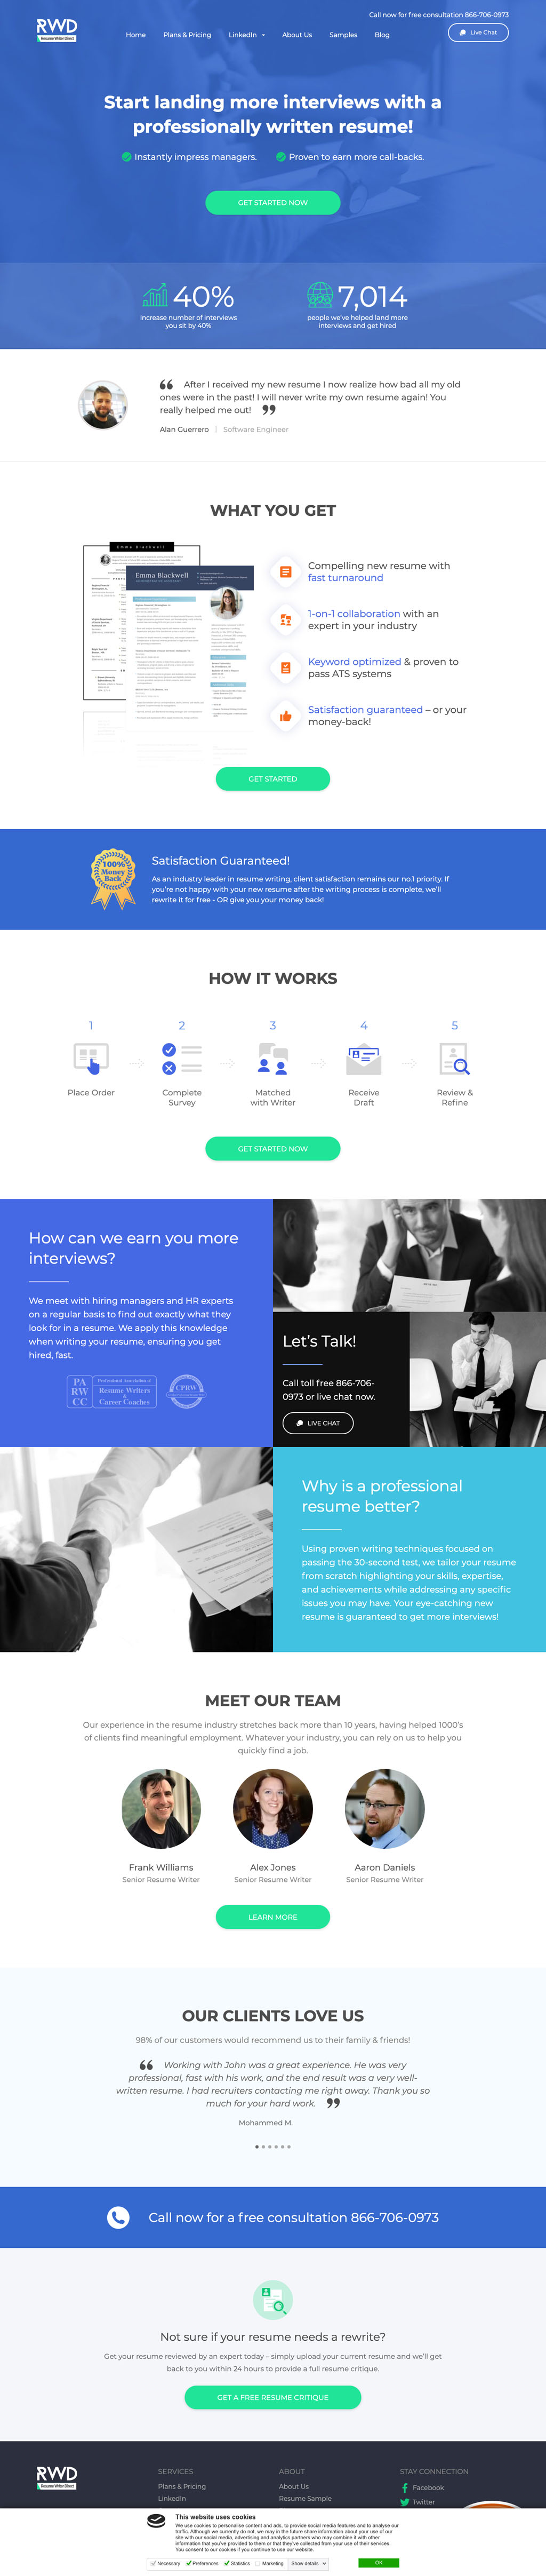 Call now for free consultation 866-706-0973
RWD
Resume Writer Direct
Home Plans & Pricing LinkedIn About Us Samples Blog
Live Chat
Start landing more interviews with a
professionally written resume!
Instantly impress managers. Proven to earn more call-backs.
GET STARTED NOW
40%
Increase number of interviews
you sit by 40%
7,014
people we've helped land more
interviews and get hired
After I received my new resume I now realize how bad all my old
ones were in the past! I will never write my own resume again! You
really helped me out!
Alan Guerrero | Software Engineer
WHAT YOU GET
Emma Blackwell
Emma Blackwell
Compelling new resume with
fast turnaround
1-on-1 collaboration with an
expert in your industry
Keyword optimized & proven to
pass ATS systems
Satisfaction guaranteed – or your
money-back!
GET STARTED
100%
Money
Back
Satisfaction Guaranteed!
As an industry leader in resume writing, client satisfaction remains our no.1 priority. If
you're not happy with your new resume after the writing process is complete, we'll
rewrite it for free - OR give you your money back!
HOW IT WORKS
1 2 3 4 5
Place Order
Complete
Survey
Matched
with Writer
Receive
Draft
Review &
Refine
GET STARTED NOW
How can we earn you more
interviews?
We meet with hiring managers and HR experts
on a regular basis to find out exactly what they
look for in a resume. We apply this knowledge
when writing your resume, ensuring you get
hired, fast.
PA
RW
CC
Professional Association of
Resume Writers
&
Career Coaches
CPRW
Let's Talk!
Call toll free 866-706-
0973 or live chat now.
LIVE CHAT
Why is a professional
resume better?
Using proven writing techniques focused on
passing the 30-second test, we tailor your resume
from scratch highlighting your skills, expertise,
and achievements while addressing any specific
issues you may have. Your eye-catching new
resume is guaranteed to get more interviews!
MEET OUR TEAM
Our experience in the resume industry stretches back more than 10 years, having helped 1000's
of clients find meaningful employment. Whatever your industry, you can rely on us to help you
quickly find a job.
Frank Williams
Senior Resume Writer
Alex Jones
Senior Resume Writer
Aaron Daniels
Senior Resume Writer
LEARN MORE
OUR CLIENTS LOVE US
98% of our customers would recommend us to their family & friends!
Working with John was a great experience. He was very
professional, fast with his work, and the end result was a very well-
written resume. I had recruiters contacting me right away. Thank you so
much for your hard work.
Mohammed M.
Call now for a free consultation 866-706-0973
Not sure if your resume needs a rewrite?
Get your resume reviewed by an expert today – simply upload your current resume and we'll get
back to you within 24 hours to provide a full resume critique.
GET A FREE RESUME CRITIQUE
RWD
Resume Writer Direct
SERVICES
Plans & Pricing
LinkedIn
ABOUT
About Us
Resume Sample
STAY CONNECTION
Facebook
Twitter
This website uses cookies
We use cookies to personalise content and ads, to provide social media features and to analyse our
traffic. Although we currently do not, we may in the future share information about your use of
our site with our social media, advertising and analytics partners who may combine it with other
information that you've provided to them or that they've collected from your use of their services.
You consent to our cookies if you continue to use our website.
Necessary Preferences Statistics Marketing Show details
OK